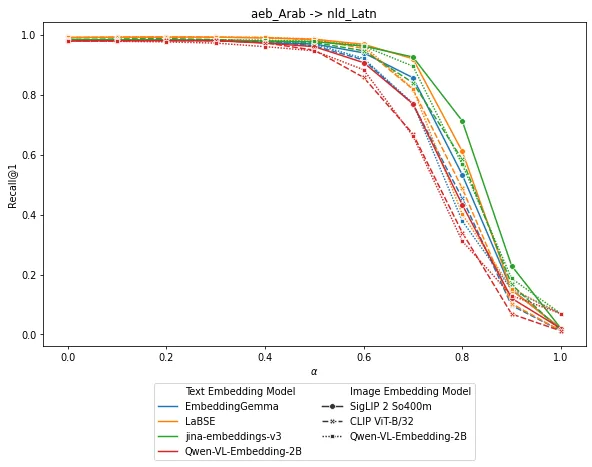 aeb_Arab -> nld_Latn
Recall@1
1.0
0.8
0.6
0.4
0.2
0.0
0.0 0.2 0.4 0.6 0.8 1.0
α
Text Embedding Model
EmbeddingGemma
LaBSE
jina-embeddings-v3
Qwen-VL-Embedding-2B
Image Embedding Model
SigLIP 2 So400m
CLIP ViT-B/32
Qwen-VL-Embedding-2B